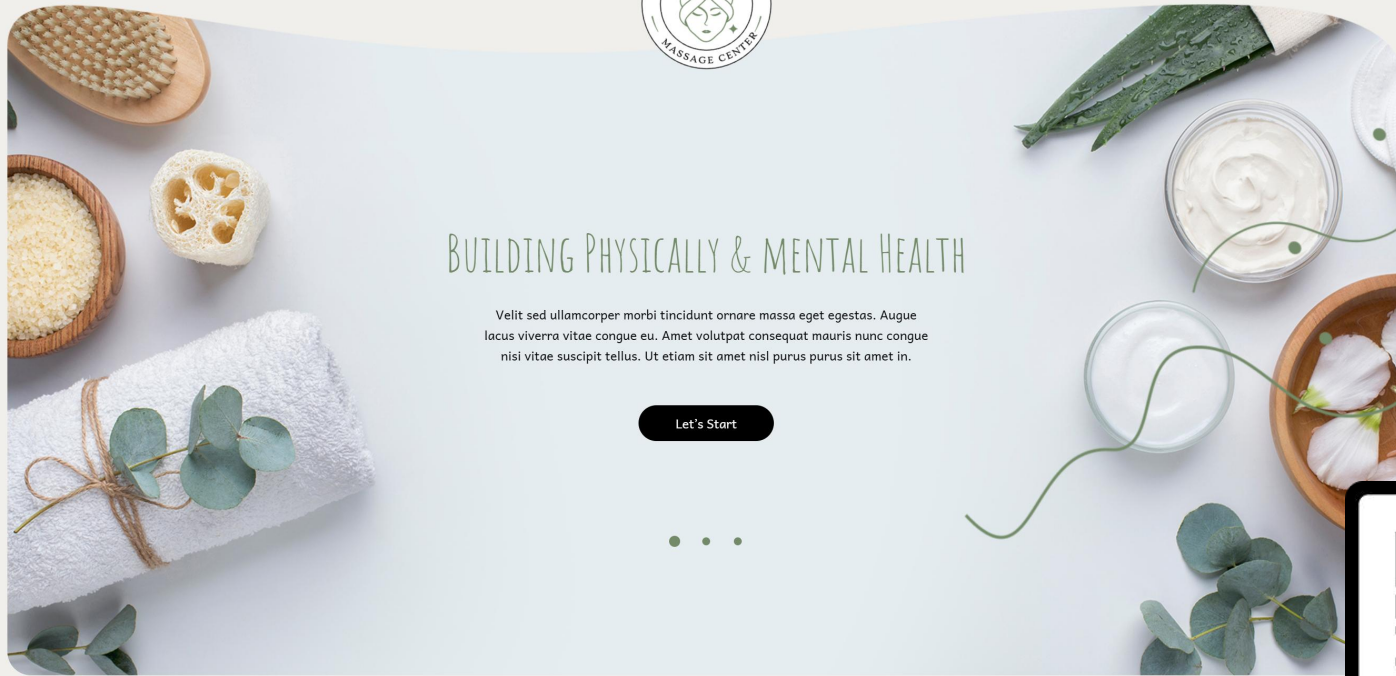 MASSAGE CENTER
Building Physically & mental Health
Velit sed ullamcorper morbi tincidunt ornare massa eget egestas. Augue
lacus viverra vitae congue eu. Amet volutpat consequat mauris nunc congue
nisi vitae suscipit tellus. Ut etiam sit amet nisl purus purus sit amet in.
Let's Start